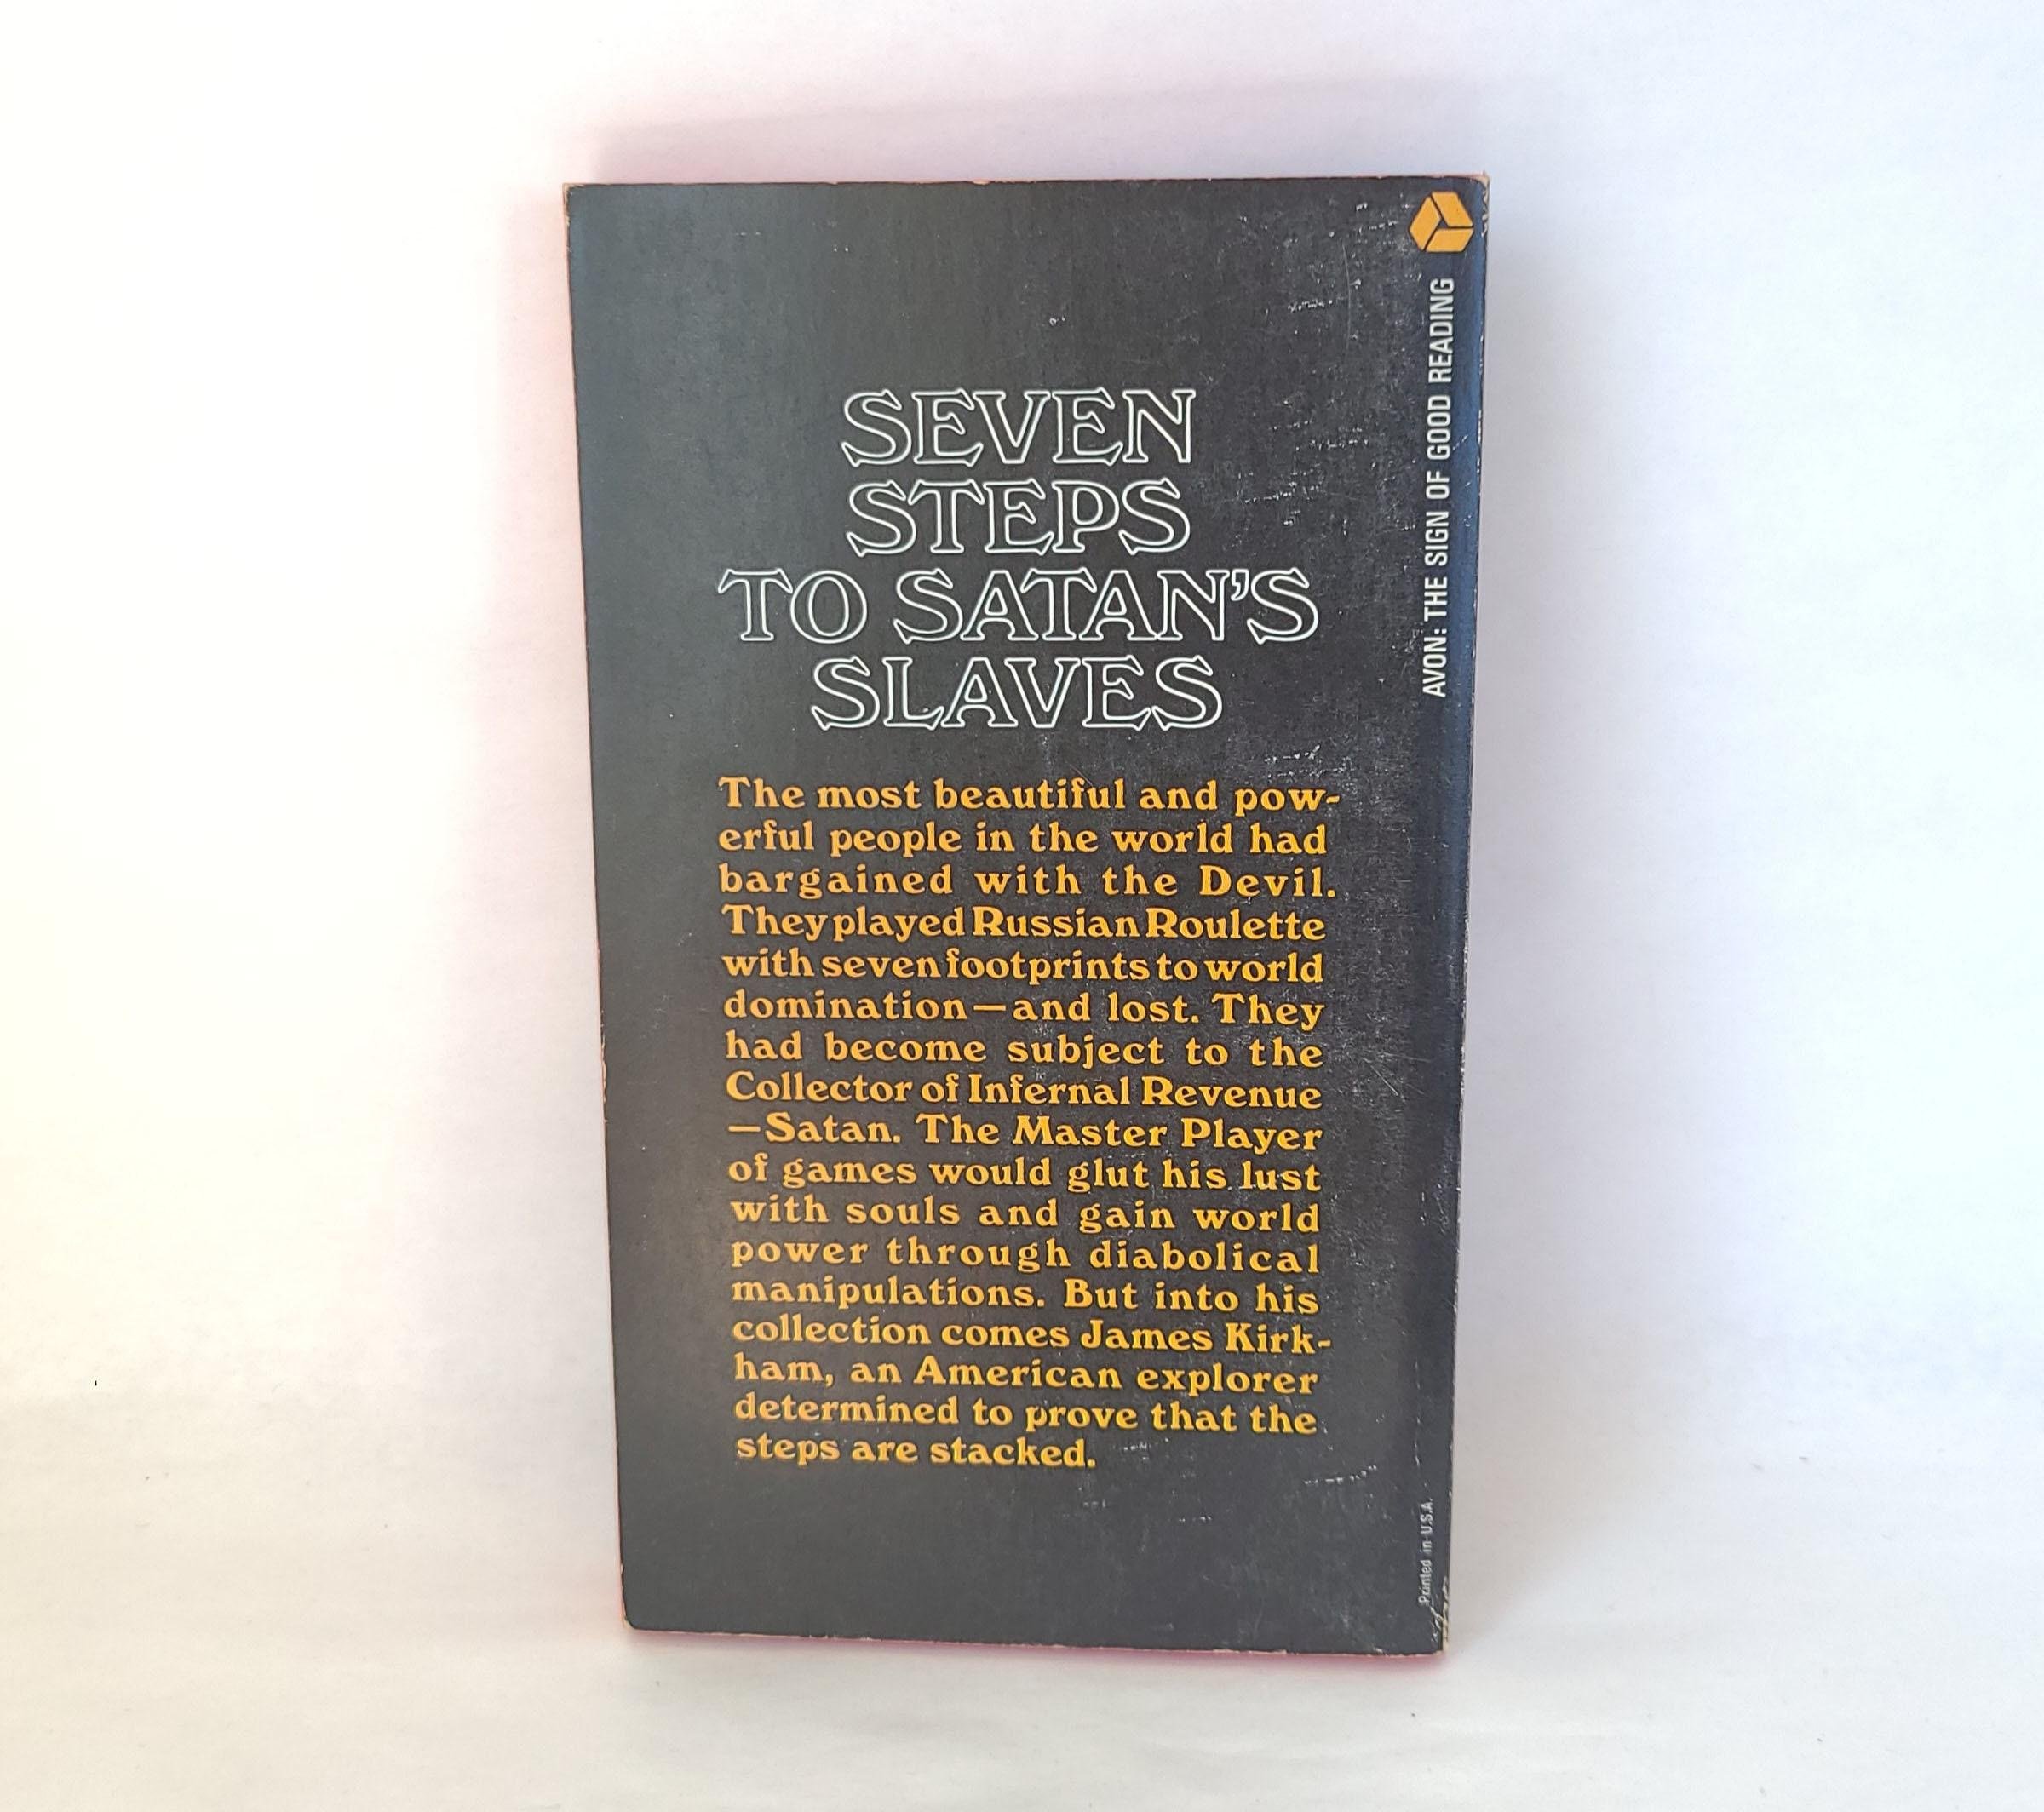 SEVEN
STEPS
TO SATAN'S
SLAVES
The most beautiful and pow-
erful people in the world had
bargained with the Devil.
They played Russian Roulette
with seven footprints to world
domination—and lost. They
had become subject to the
Collector of Infernal Revenue
—Satan. The Master Player
of games would glut his lust
with souls and gain world
power through diabolical
manipulations. But into his
collection comes James Kirk-
ham, an American explorer
determined to prove that the
steps are stacked.
AVON: THE SIGN OF GOOD READING
Printed in U.S.A.